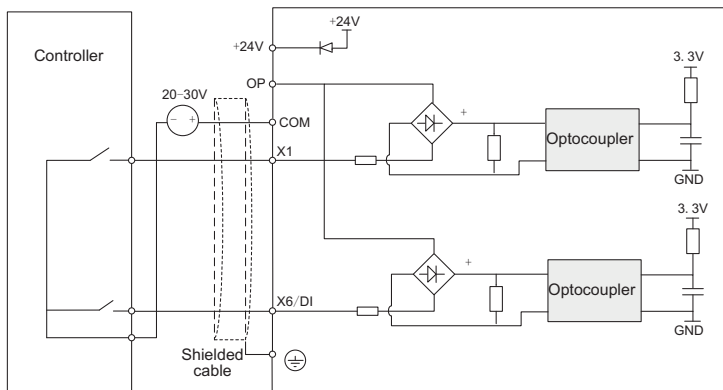 +24V
+24V
Controller
OP
20-30V
- +
COM
X1
+
Optocoupler
3.3V
GND
X6/DI
+
Optocoupler
3.3V
GND
Shielded
cable